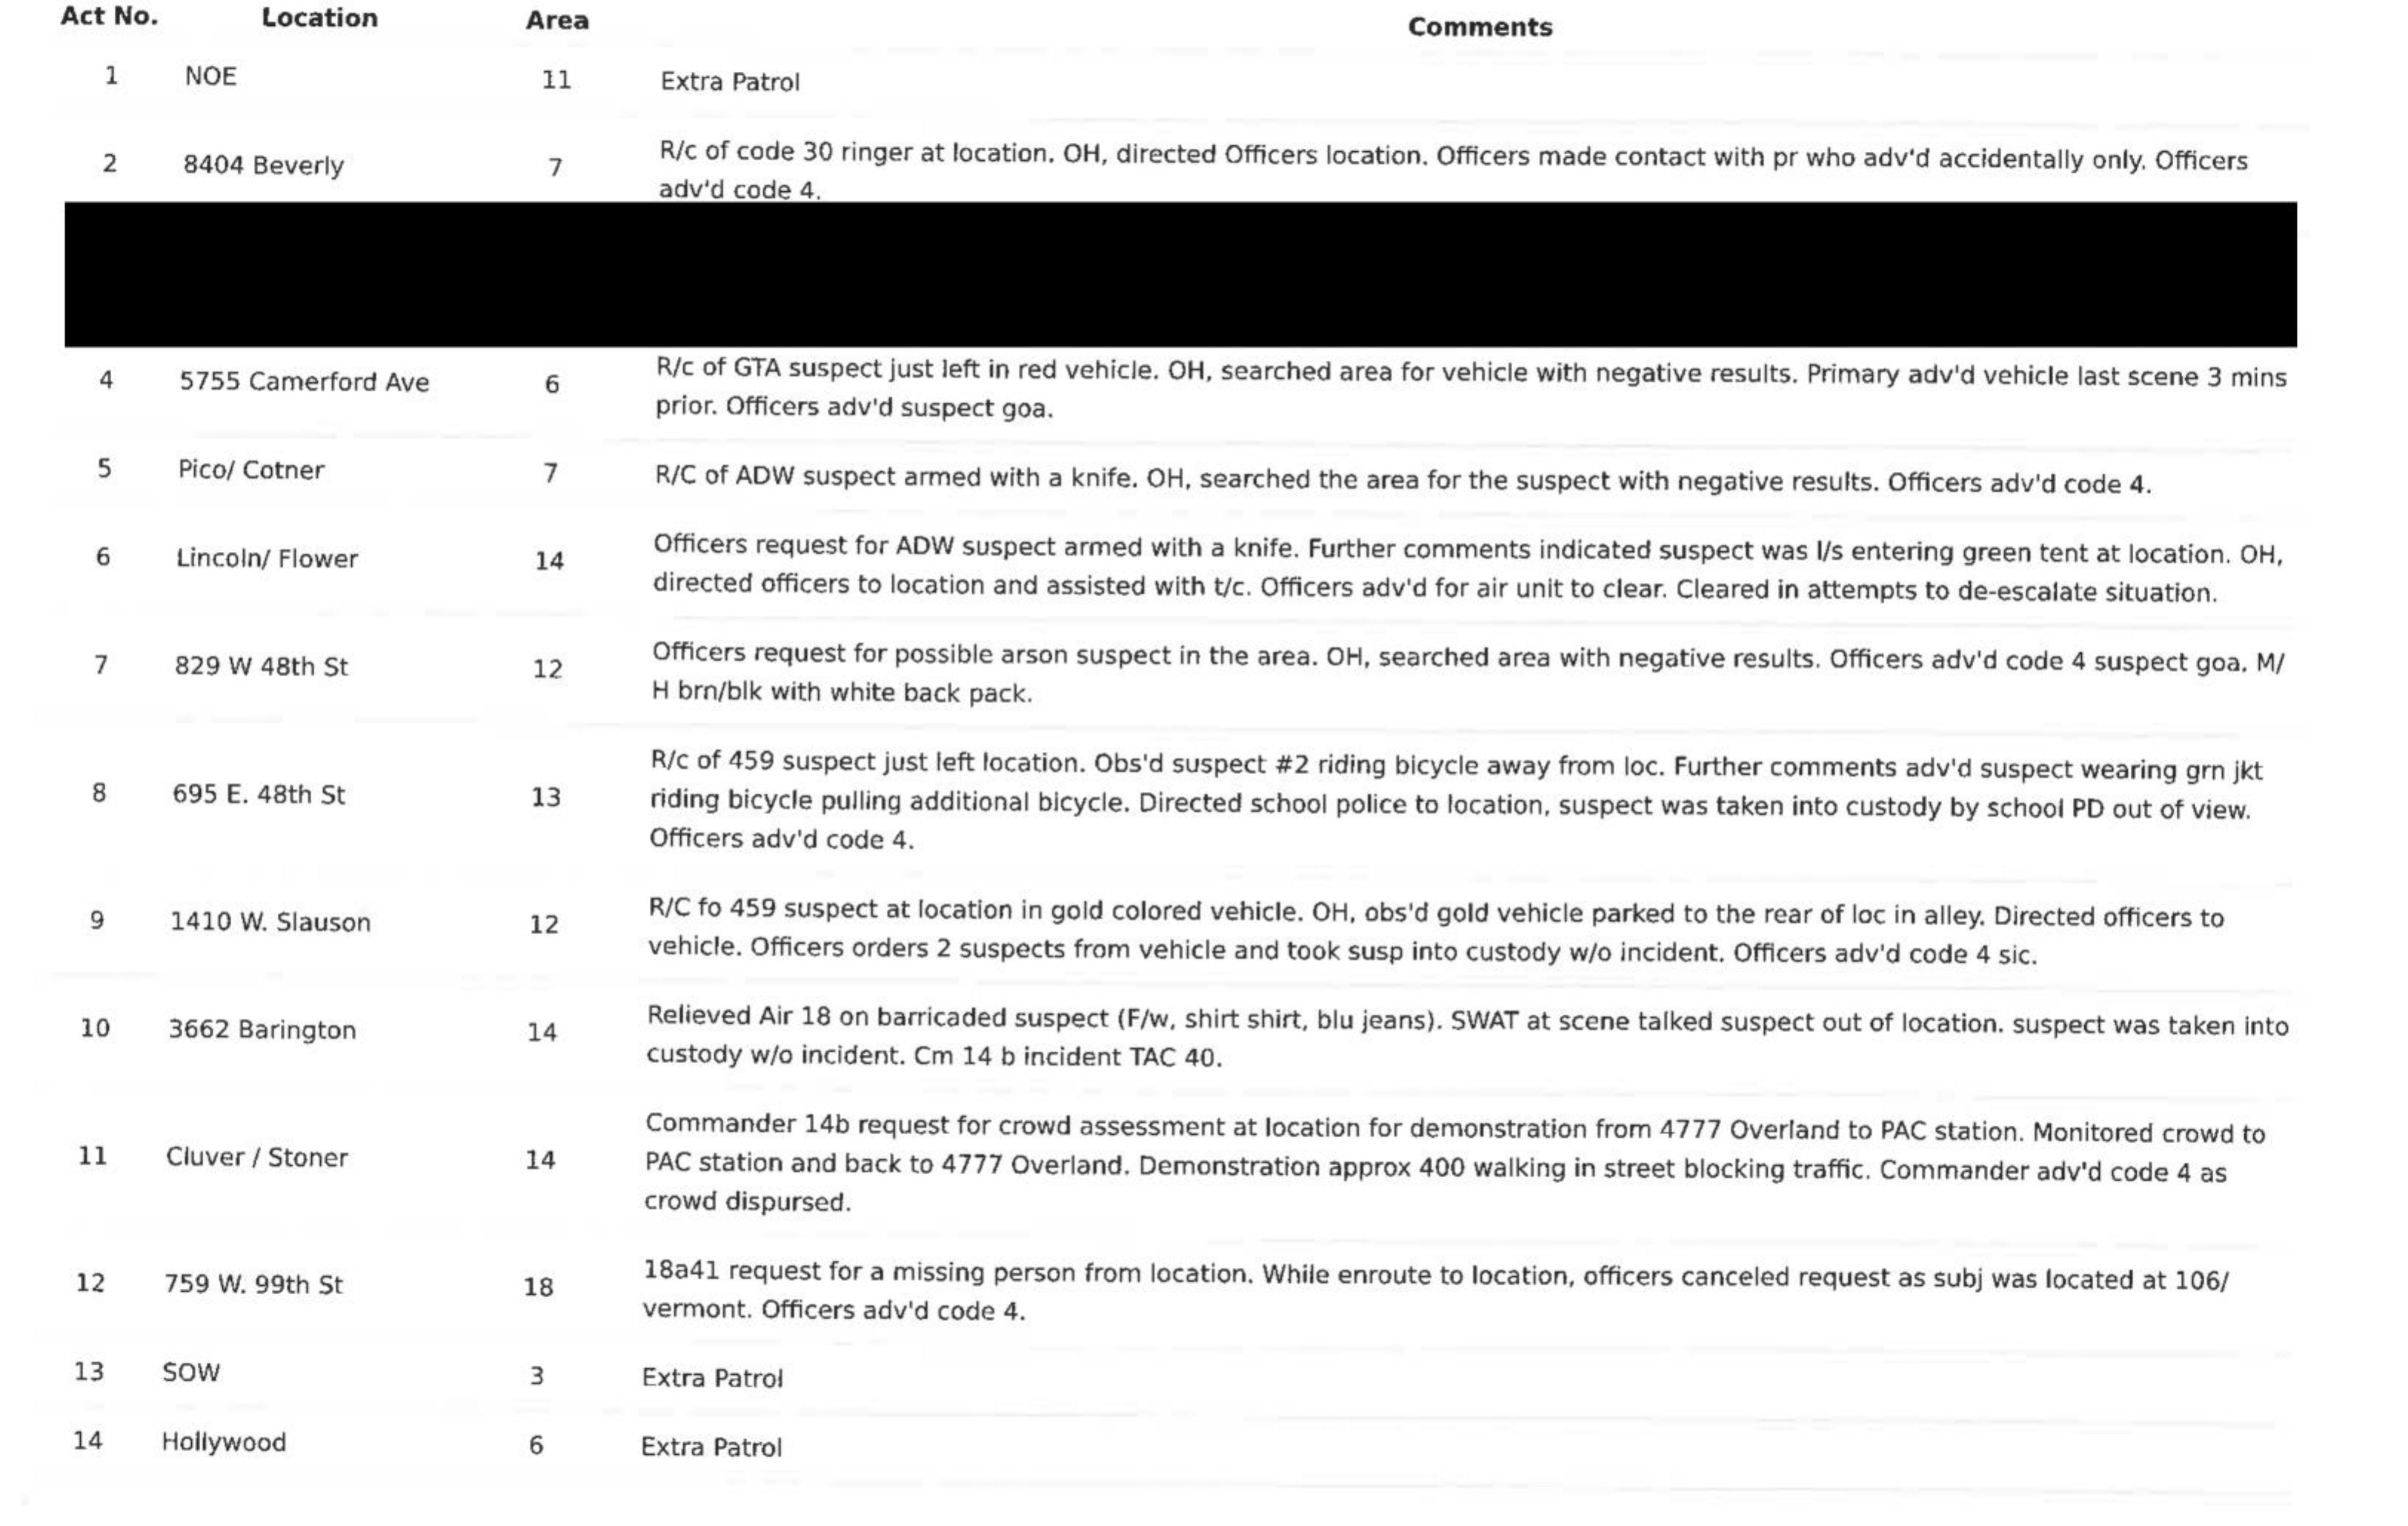 Act No. Location Area Comments
1 NOE 11 Extra Patrol
2 8404 Beverly 7 R/c of code 30 ringer at location. OH, directed Officers location. Officers made contact with pr who adv'd accidentally only. Officers
adv'd code 4.
4 5755 Camerford Ave 6 R/c of GTA suspect just left in red vehicle. OH, searched area for vehicle with negative results. Primary adv'd vehicle last scene 3 mins
prior. Officers adv'd suspect goa.
5 Pico/ Cotner 7 R/C of ADW suspect armed with a knife. OH, searched the area for the suspect with negative results. Officers adv'd code 4.
6 Lincoln/ Flower 14 Officers request for ADW suspect armed with a knife. Further comments indicated suspect was l/s entering green tent at location. OH,
directed officers to location and assisted with t/c. Officers adv'd for air unit to clear. Cleared in attempts to de-escalate situation.
7 829 W 48th St 12 Officers request for possible arson suspect in the area. OH, searched area with negative results. Officers adv'd code 4 suspect goa. M/
H brn/blk with white back pack.
8 695 E. 48th St 13 R/c of 459 suspect just left location. Obs'd suspect #2 riding bicycle away from loc. Further comments adv'd suspect wearing grn jkt
riding bicycle pulling additional bicycle. Directed school police to location, suspect was taken into custody by school PD out of view.
Officers adv'd code 4.
9 1410 W. Slauson 12 R/C fo 459 suspect at location in gold colored vehicle. OH, obs'd gold vehicle parked to the rear of loc in alley. Directed officers to
vehicle. Officers orders 2 suspects from vehicle and took susp into custody w/o incident. Officers adv'd code 4 sic.
10 3662 Barington 14 Relieved Air 18 on barricaded suspect (F/w, shirt shirt, blu jeans). SWAT at scene talked suspect out of location. suspect was taken into
custody w/o incident. Cm 14 b incident TAC 40.
11 Cluver / Stoner 14 Commander 14b request for crowd assessment at location for demonstration from 4777 Overland to PAC station. Monitored crowd to
PAC station and back to 4777 Overland. Demonstration approx 400 walking in street blocking traffic. Commander adv'd code 4 as
crowd dispursed.
12 759 W. 99th St 18 18a41 request for a missing person from location. While enroute to location, officers canceled request as subj was located at 106/
vermont. Officers adv'd code 4.
13 SOW 3 Extra Patrol
14 Hollywood 6 Extra Patrol